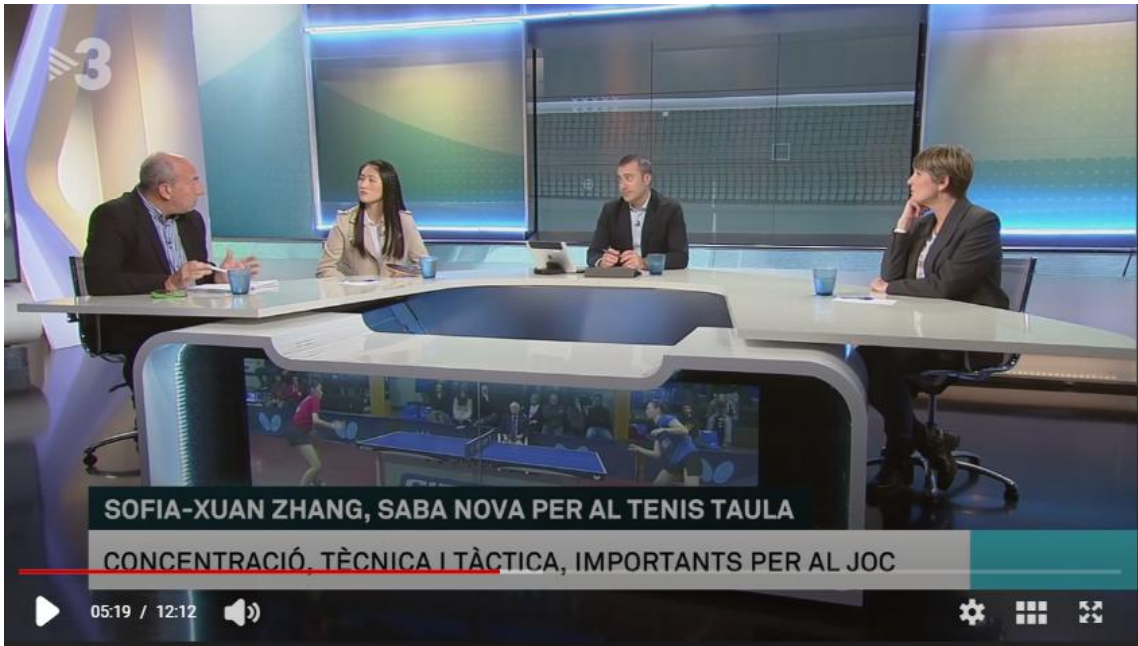 3
SOFIA-XUAN ZHANG, SABA NOVA PER AL TENIS TAULA
CONCENTRACIÓ, TÈCNICA I TÀCTICA, IMPORTANTS PER AL JOC
05:19 / 12:12